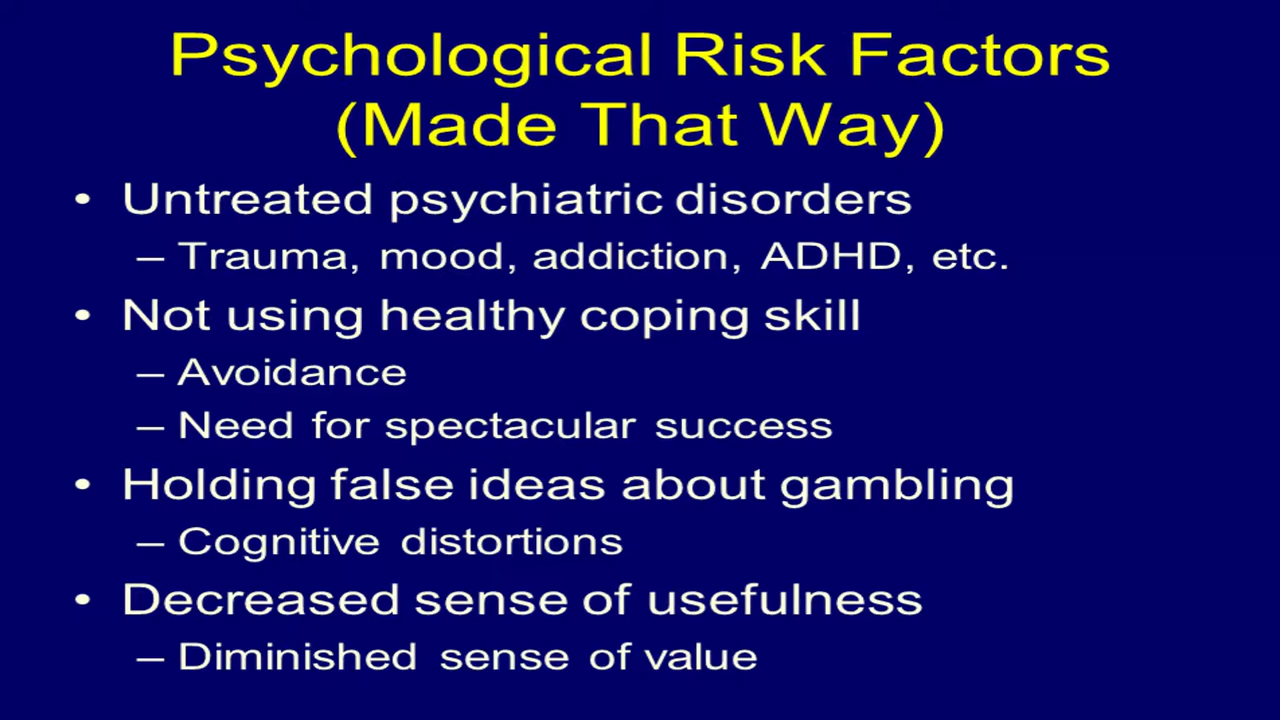 Psychological Risk Factors
(Made That Way)
• Untreated psychiatric disorders
– Trauma, mood, addiction, ADHD, etc.
• Not using healthy coping skill
– Avoidance
– Need for spectacular success
• Holding false ideas about gambling
– Cognitive distortions
• Decreased sense of usefulness
– Diminished sense of value